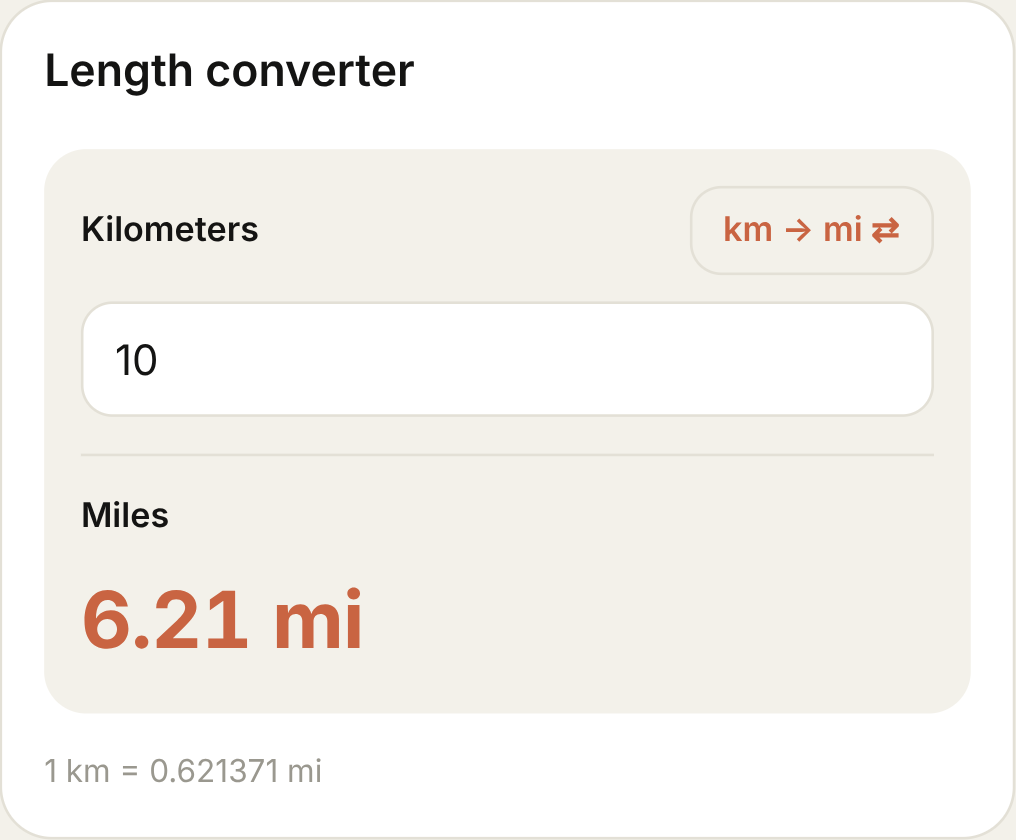 Length converter
Kilometers
km → mi ⇄
10
Miles
6.21 mi
1 km = 0.621371 mi